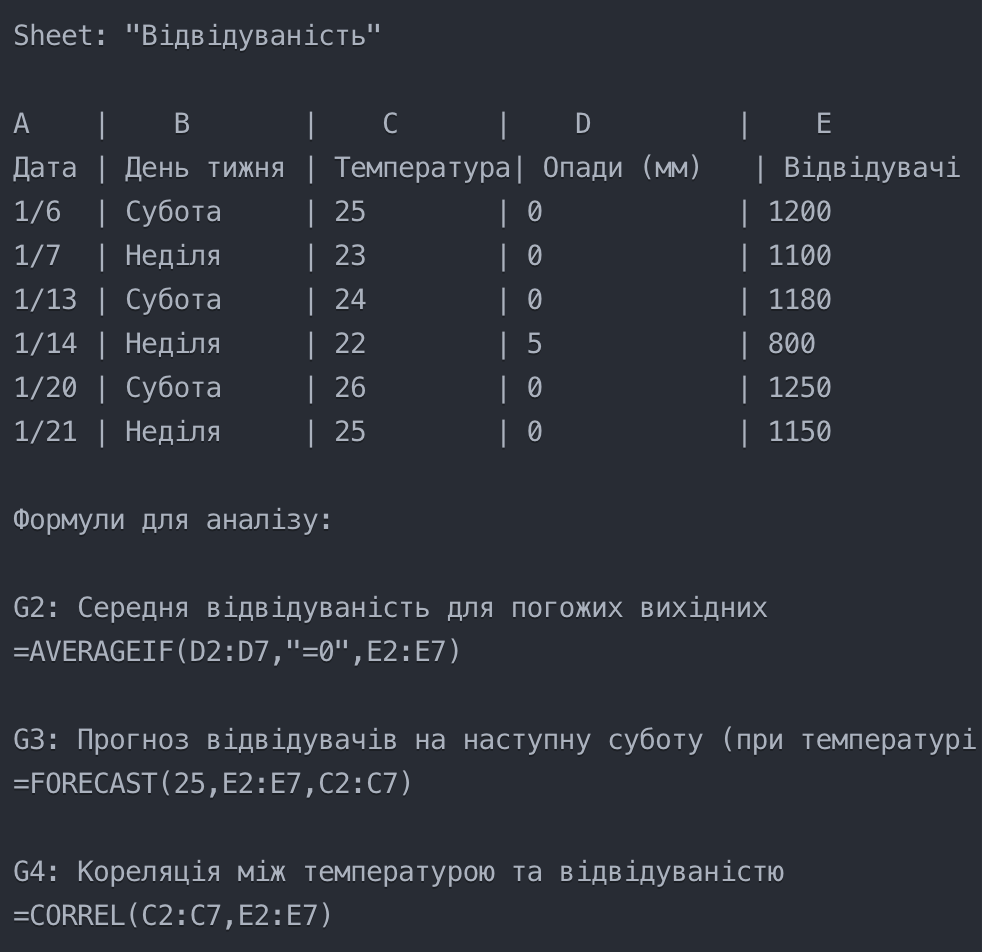 Sheet: "Відвідуваність"
A | B | C | D | E
Дата | День тижня | Температура| Опади (мм) | Відвідувачі
1/6 | Субота | 25 | 0 | 1200
1/7 | Неділя | 23 | 0 | 1100
1/13 | Субота | 24 | 0 | 1180
1/14 | Неділя | 22 | 5 | 800
1/20 | Субота | 26 | 0 | 1250
1/21 | Неділя | 25 | 0 | 1150
Формули для аналізу:
G2: Середня відвідуваність для погожих вихідних
=AVERAGEIF(D2:D7,"=0",E2:E7)
G3: Прогноз відвідувачів на наступну суботу (при температурі
=FORECAST(25,E2:E7,C2:C7)
G4: Кореляція між температурою та відвідуваністю
=CORREL(C2:C7,E2:E7)